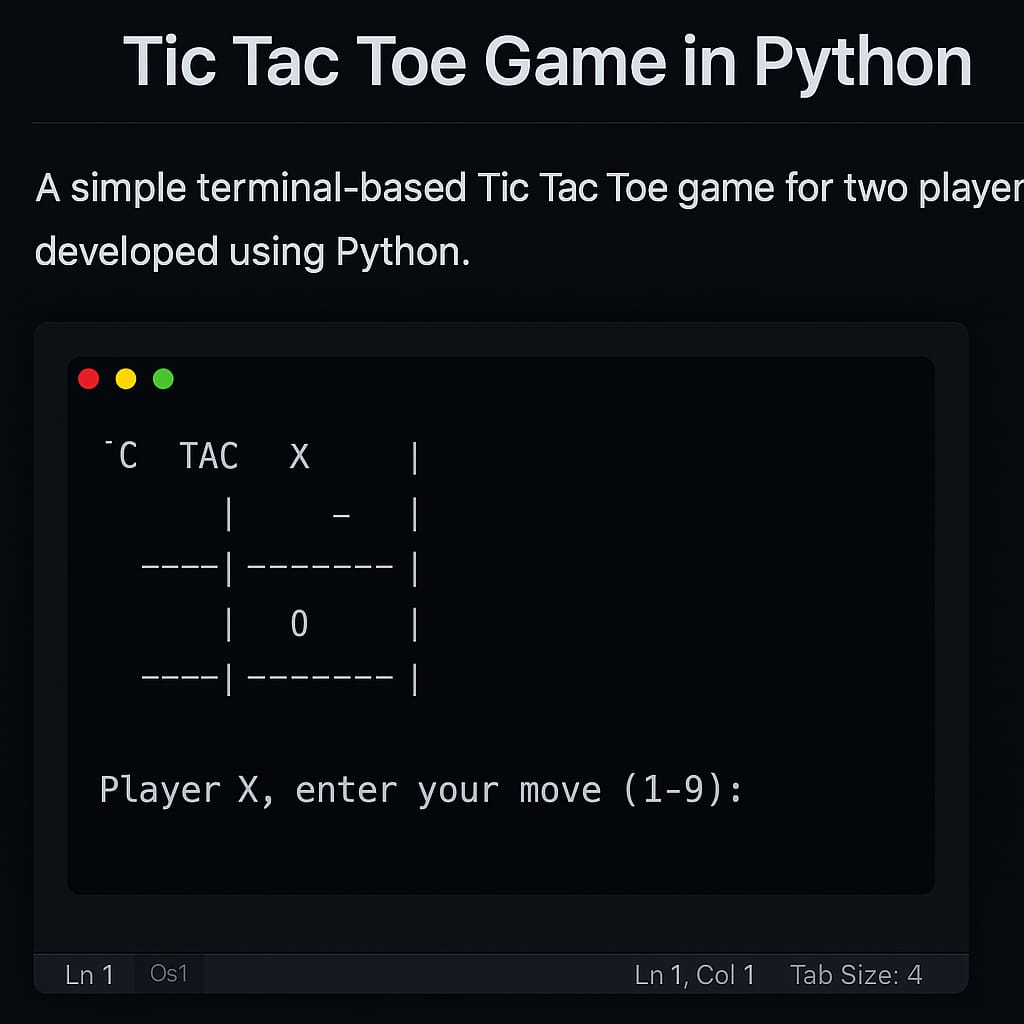 Tic Tac Toe Game in Python
A simple terminal-based Tic Tac Toe game for two player
developed using Python.
¯C TAC X |
| – |
----|-------|
| 0 |
----|-------|
Player X, enter your move (1-9):
Ln 1 Os1 Ln 1, Col 1 Tab Size: 4